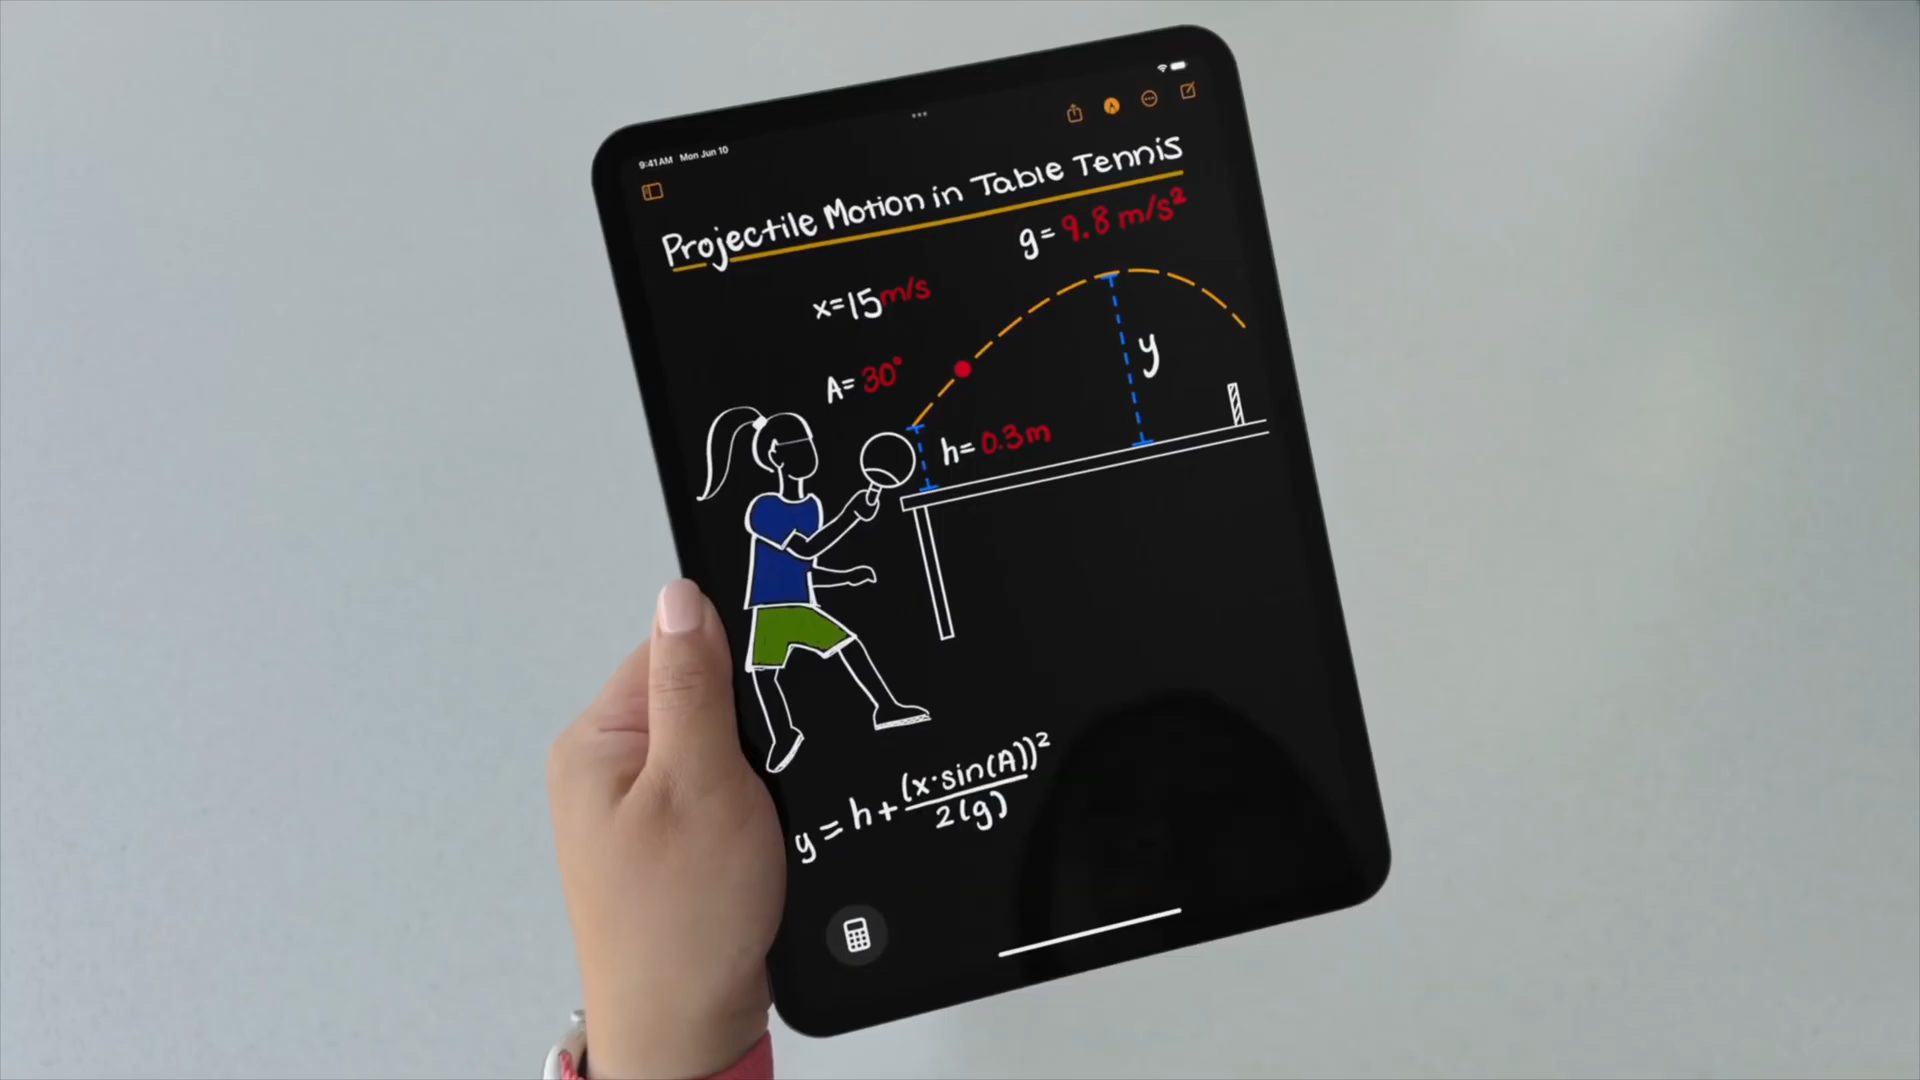 9:41 AM Mon Jun 10
Projectile Motion in Table Tennis
g= 9.8 m/s²
x=15m/s
A= 30°
y
h= 0.3m
y = h + (x·sin(A))² / 2(g)